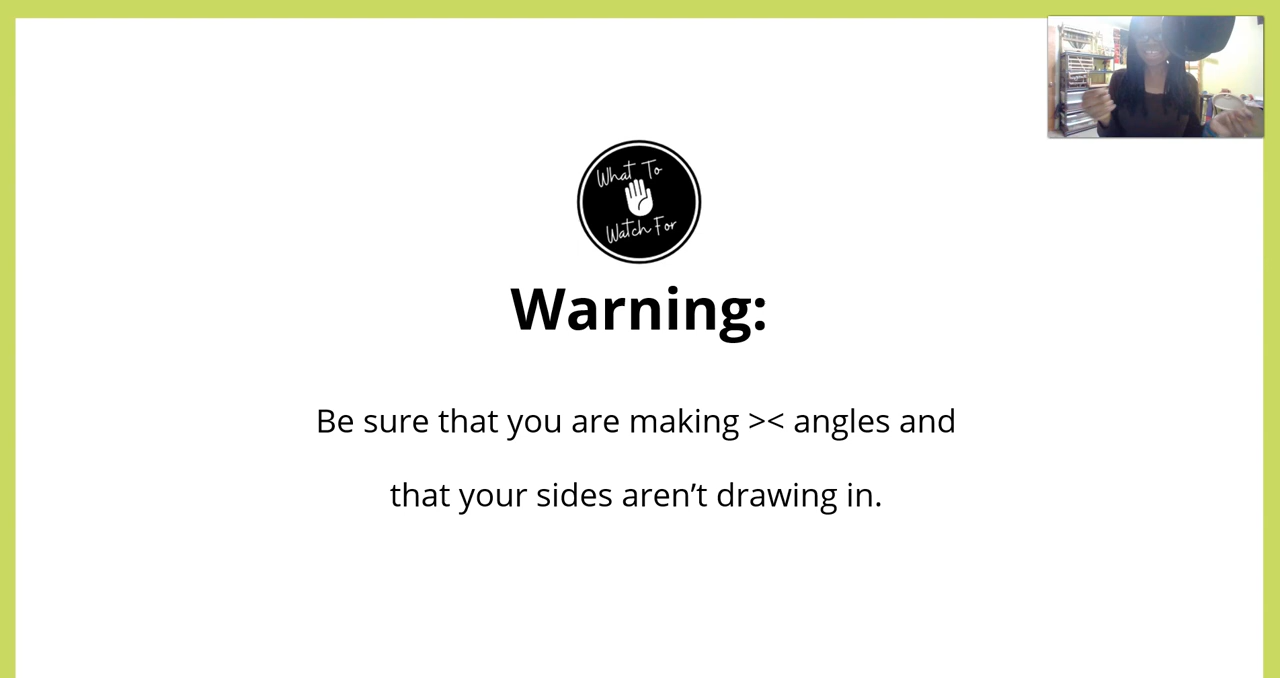 What To
Watch For
Warning:
Be sure that you are making >< angles and
that your sides aren’t drawing in.